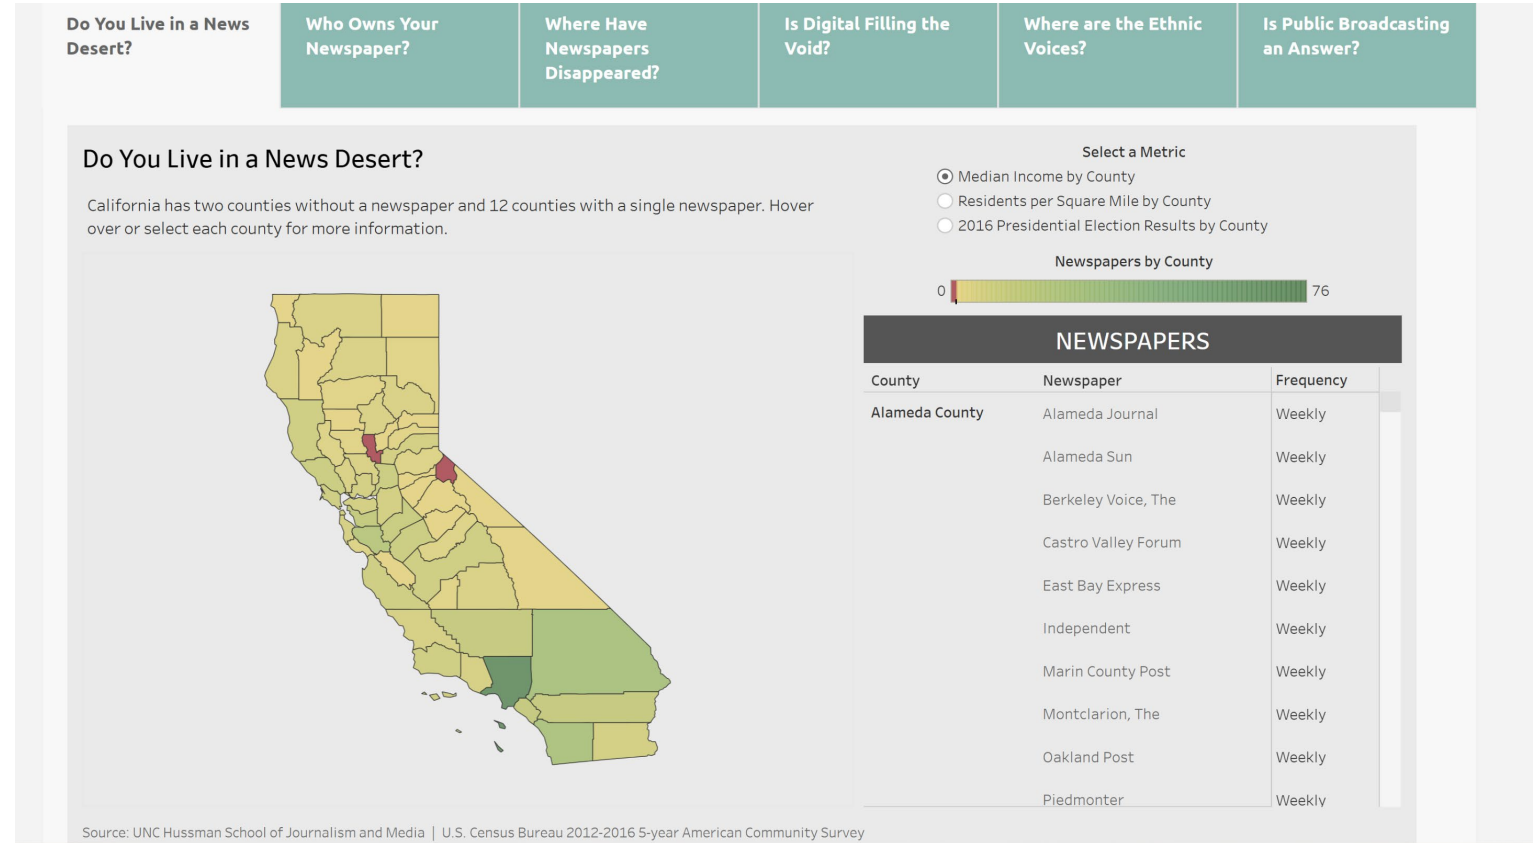 Do You Live in a News
Desert?
Who Owns Your
Newspaper?
Where Have
Newspapers
Disappeared?
Is Digital Filling the
Void?
Where are the Ethnic
Voices?
Is Public Broadcasting
an Answer?
Do You Live in a News Desert?
California has two counties without a newspaper and 12 counties with a single newspaper. Hover
over or select each county for more information.
Select a Metric
Median Income by County
Residents per Square Mile by County
2016 Presidential Election Results by County
Newspapers by County
0 76
NEWSPAPERS
County Newspaper Frequency
Alameda County Alameda Journal Weekly
Alameda Sun Weekly
Berkeley Voice, The Weekly
Castro Valley Forum Weekly
East Bay Express Weekly
Independent Weekly
Marin County Post Weekly
Montclarion, The Weekly
Oakland Post Weekly
Piedmonter Weekly
Source: UNC Hussman School of Journalism and Media | U.S. Census Bureau 2012-2016 5-year American Community Survey